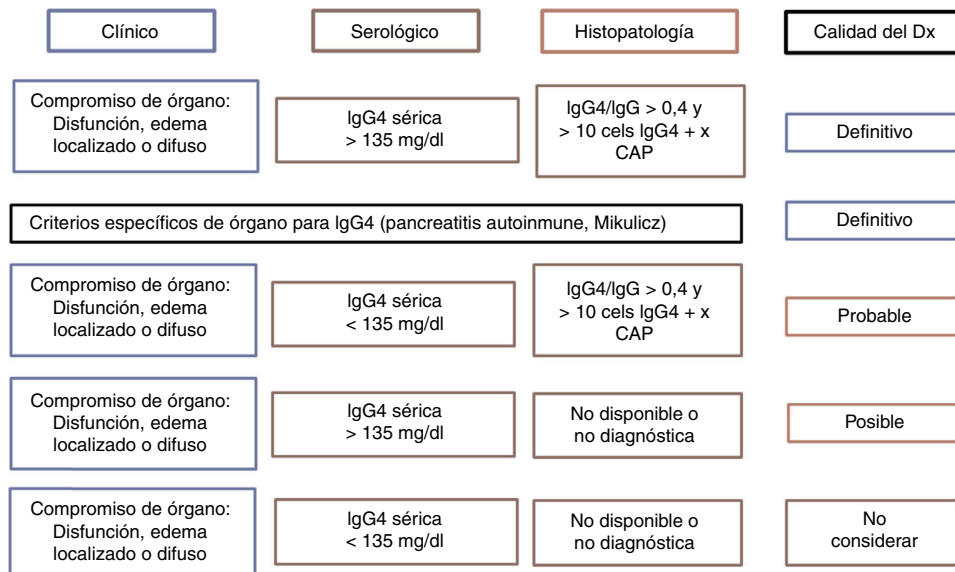 Clínico
Serológico
Histopatología
Calidad del Dx
Compromiso de órgano:
Disfunción, edema
localizado o difuso
IgG4 sérica
> 135 mg/dl
IgG4/IgG > 0,4 y
> 10 cels IgG4 + x
CAP
Definitivo
Criterios específicos de órgano para IgG4 (pancreatitis autoinmune, Mikulicz)
Definitivo
Compromiso de órgano:
Disfunción, edema
localizado o difuso
IgG4 sérica
< 135 mg/dl
IgG4/IgG > 0,4 y
> 10 cels IgG4 + x
CAP
Probable
Compromiso de órgano:
Disfunción, edema
localizado o difuso
IgG4 sérica
> 135 mg/dl
No disponible o
no diagnóstica
Posible
Compromiso de órgano:
Disfunción, edema
localizado o difuso
IgG4 sérica
< 135 mg/dl
No disponible o
no diagnóstica
No
considerar